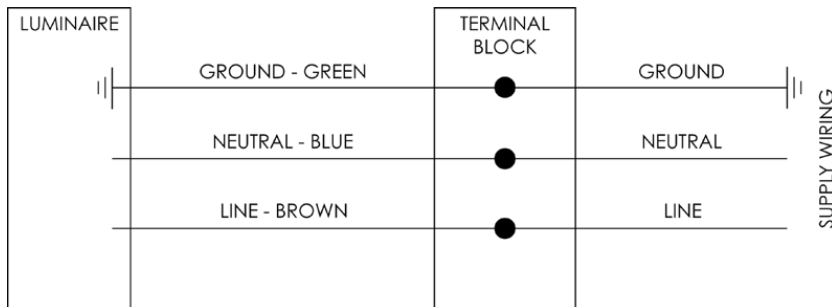 LUMINAIRE
TERMINAL
BLOCK
GROUND - GREEN
GROUND
NEUTRAL - BLUE
NEUTRAL
LINE - BROWN
LINE
SUPPLY WIRING